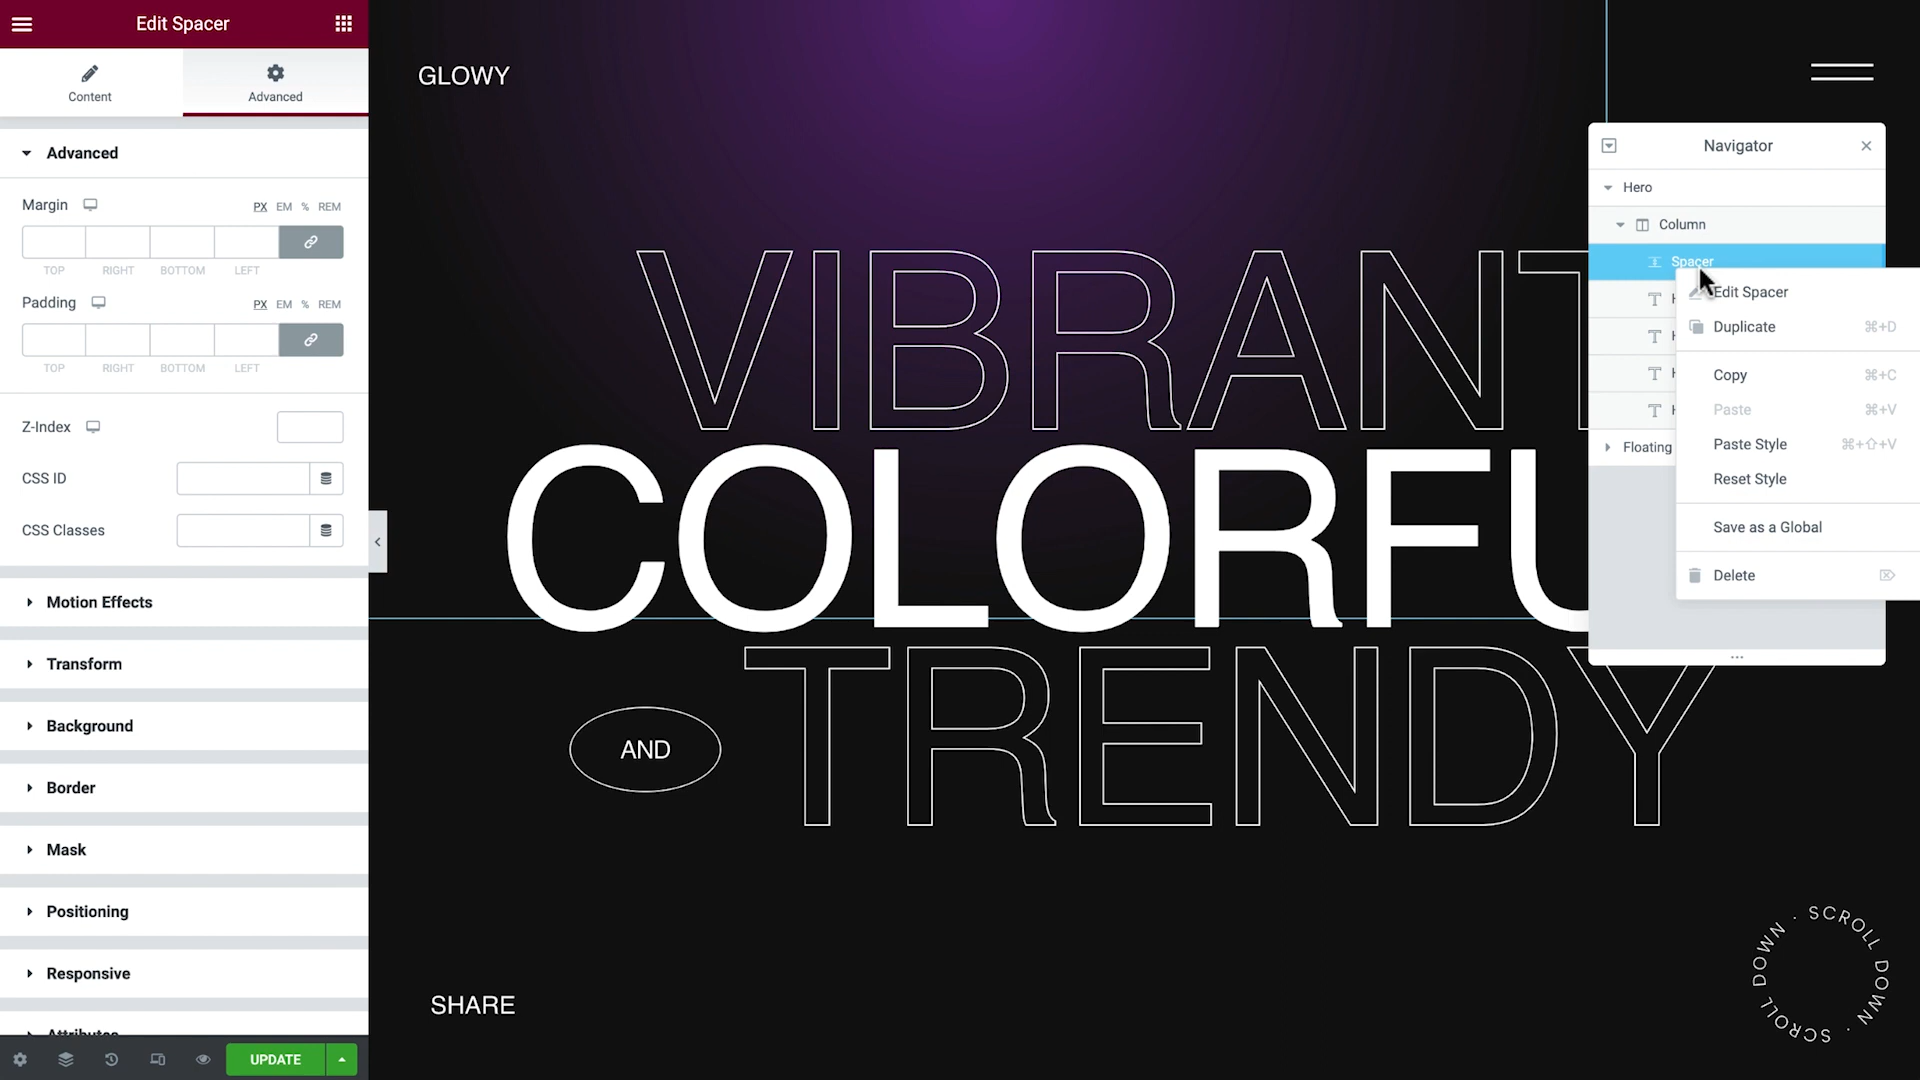 Edit Spacer
Content
Advanced
Advanced
Margin
PX EM % REM
TOP RIGHT BOTTOM LEFT
Padding
PX EM % REM
TOP RIGHT BOTTOM LEFT
Z-Index
CSS ID
CSS Classes
Motion Effects
Transform
Background
Border
Mask
Positioning
Responsive
Attributes
UPDATE
GLOWY
VIBRANT
COLORFU
AND
TRENDY
SHARE
SCROLL DOWN · SCROLL DOWN ·
Navigator
Hero
Column
Spacer
H
H
H
H
Floating
Edit Spacer
Duplicate ⌘+D
Copy ⌘+C
Paste ⌘+V
Paste Style ⌘+⇧+V
Reset Style
Save as a Global
Delete ⌦